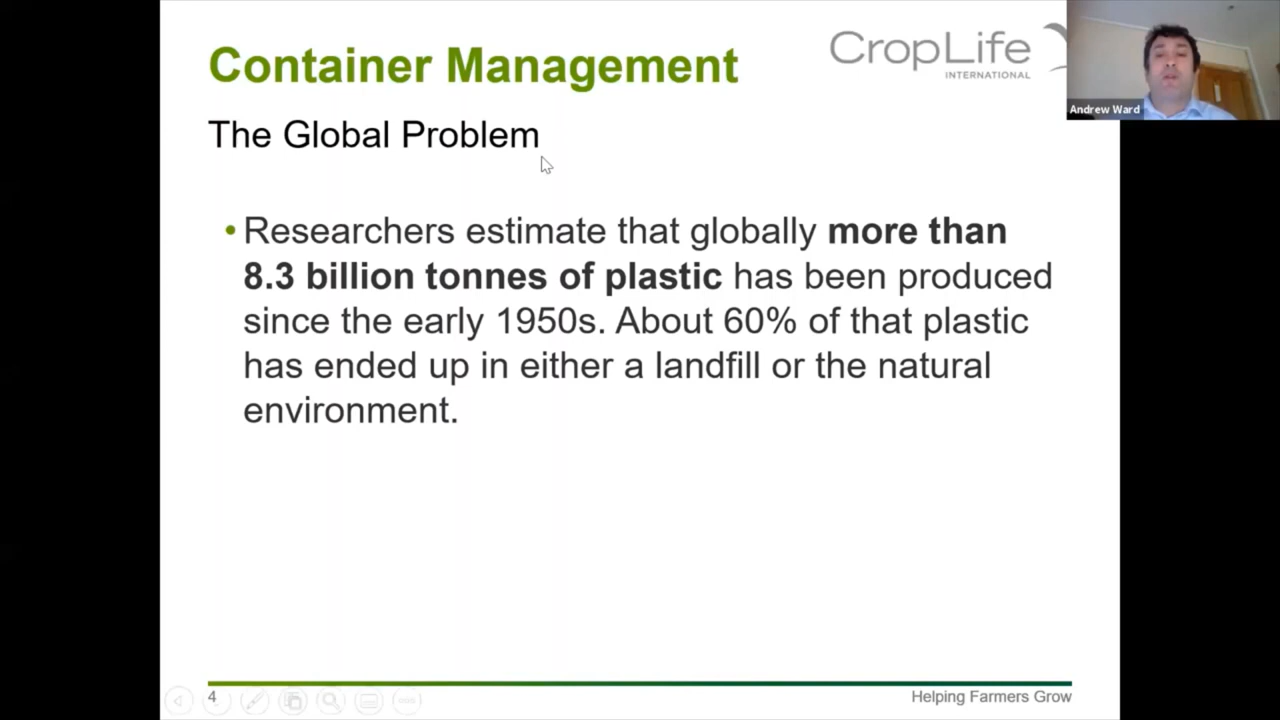 Container Management
CropLife
INTERNATIONAL
Andrew Ward
The Global Problem
• Researchers estimate that globally more than
8.3 billion tonnes of plastic has been produced
since the early 1950s. About 60% of that plastic
has ended up in either a landfill or the natural
environment.
4
Helping Farmers Grow